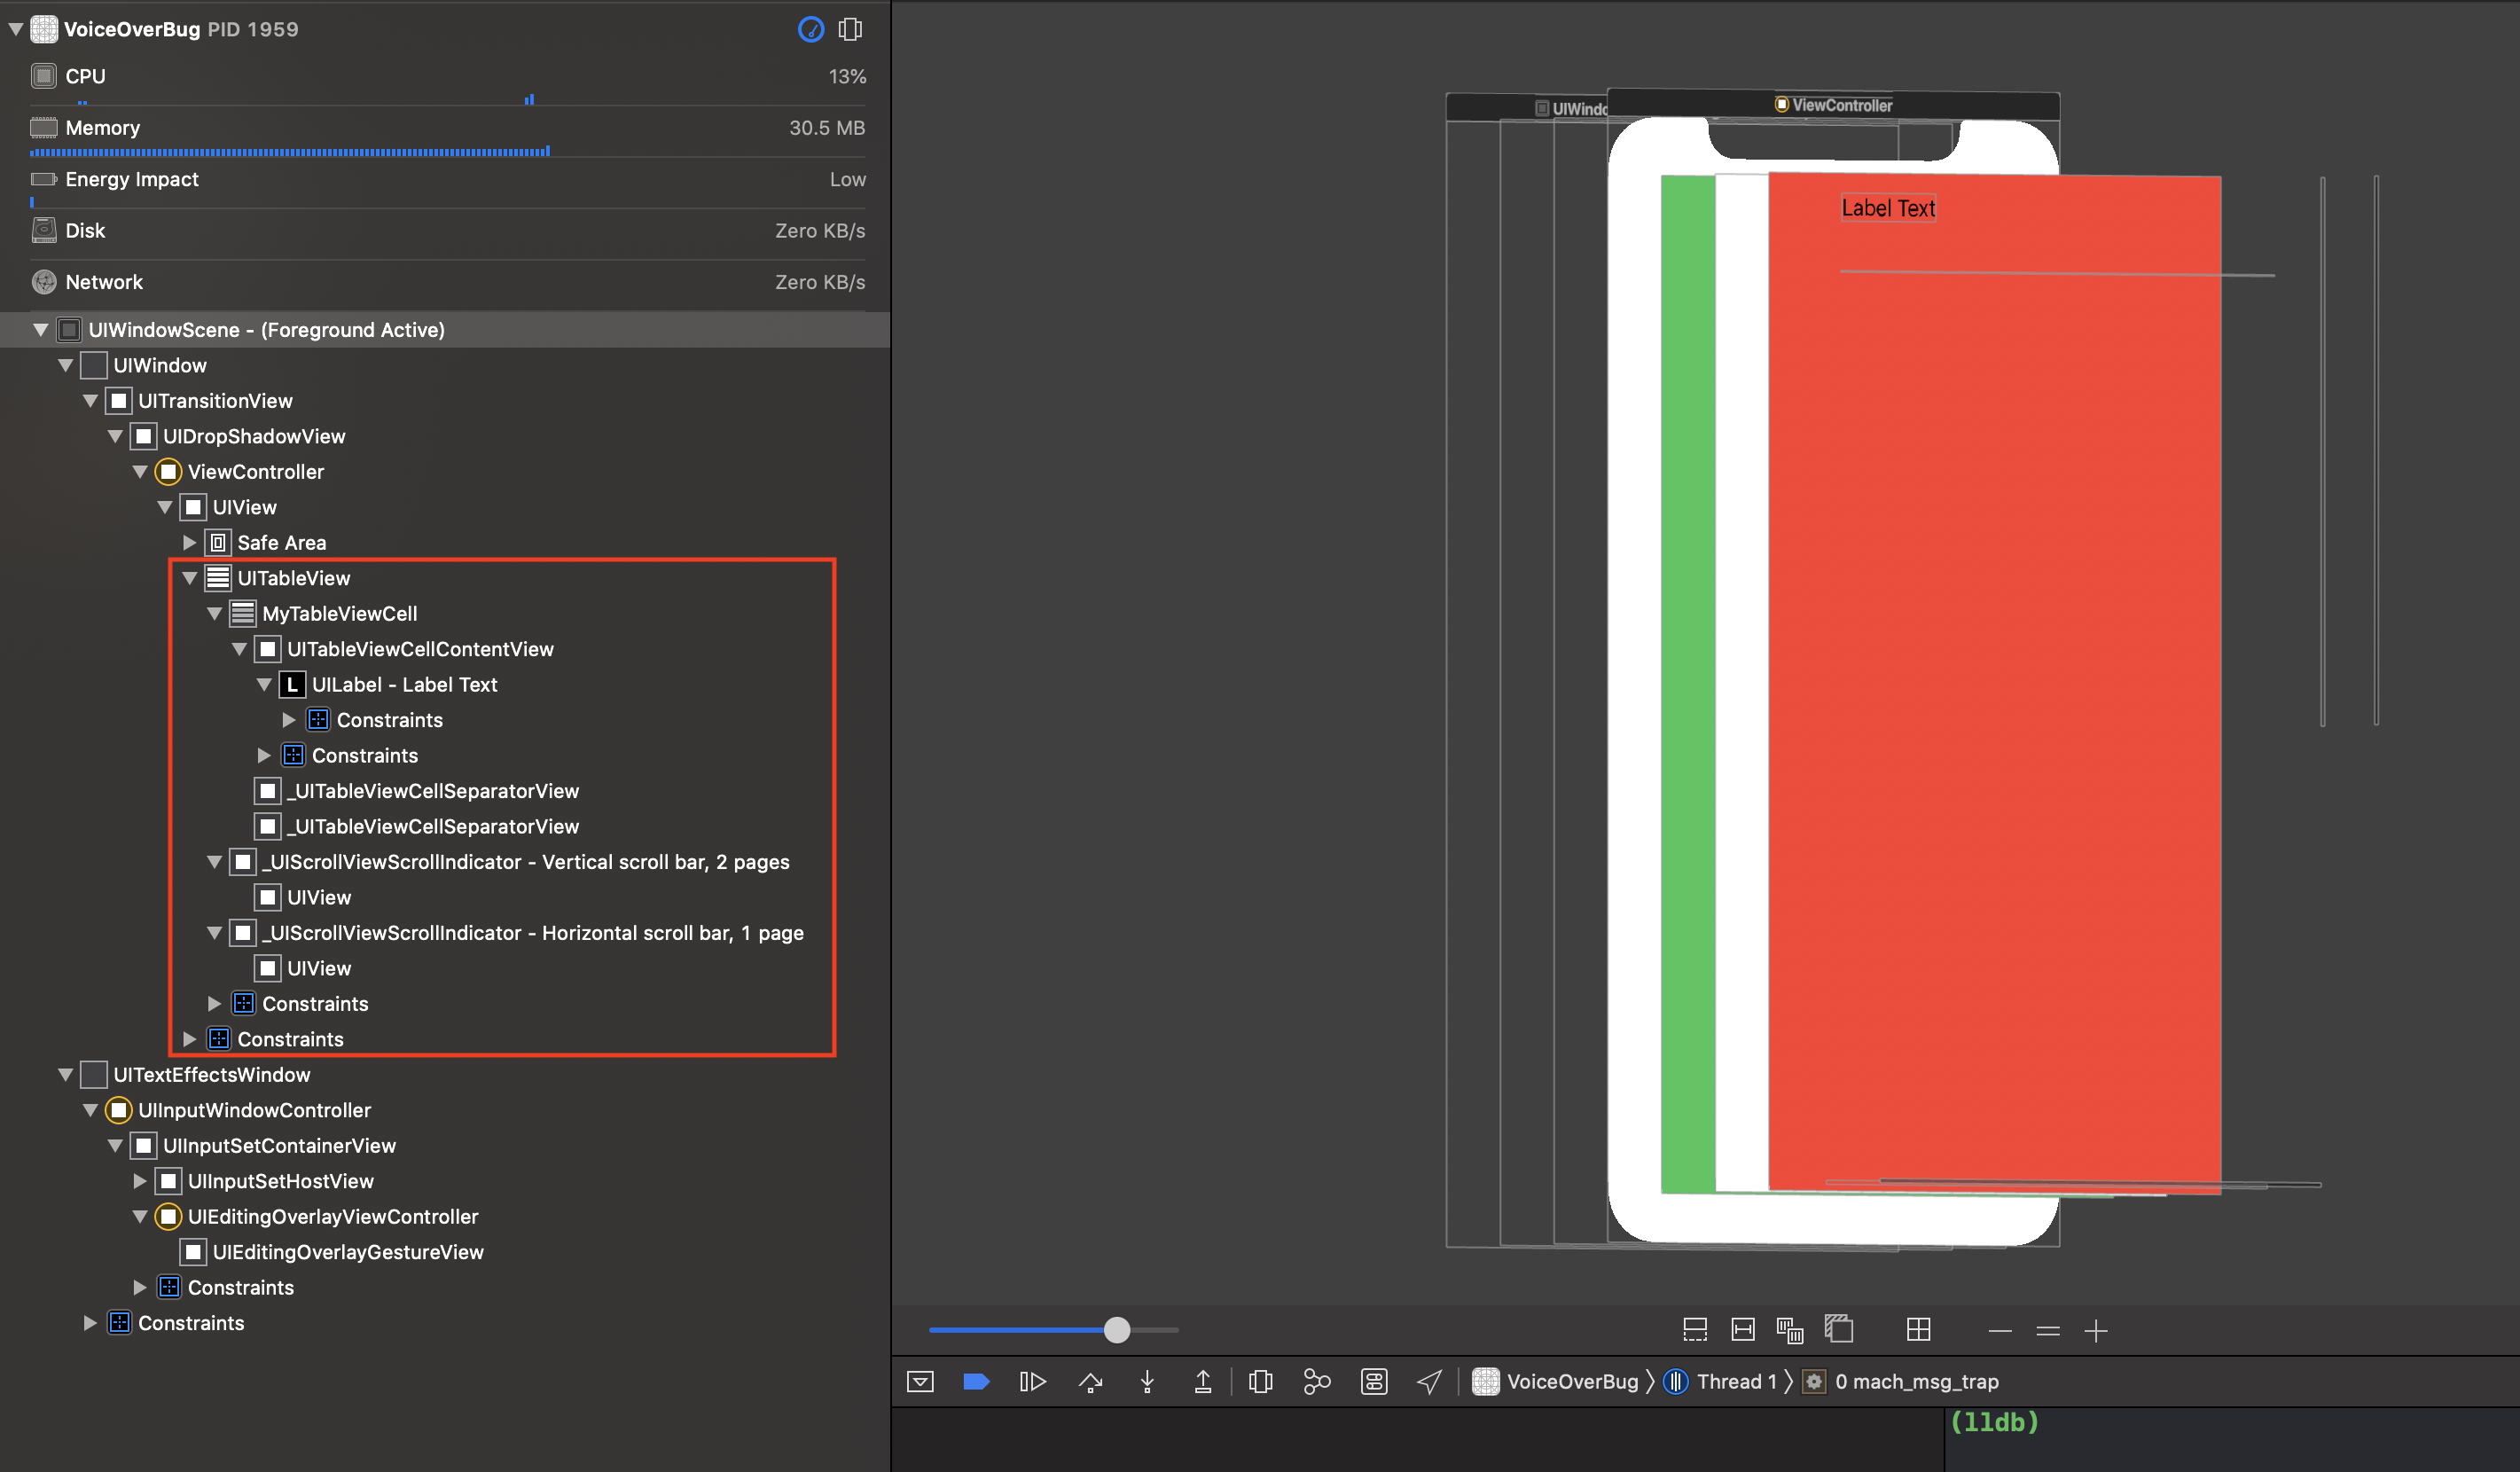 VoiceOverBug PID 1959
CPU 13%
Memory 30.5 MB
Energy Impact Low
Disk Zero KB/s
Network Zero KB/s
UIWindowScene - (Foreground Active)
UIWindow
UITransitionView
UIDropShadowView
ViewController
UIView
Safe Area
UITableView
MyTableViewCell
UITableViewCellContentView
L UILabel - Label Text
Constraints
Constraints
_UITableViewCellSeparatorView
_UITableViewCellSeparatorView
_UIScrollViewScrollIndicator - Vertical scroll bar, 2 pages
UIView
_UIScrollViewScrollIndicator - Horizontal scroll bar, 1 page
UIView
Constraints
Constraints
UITextEffectsWindow
UIInputWindowController
UIInputSetContainerView
UIInputSetHostView
UIEditingOverlayViewController
UIEditingOverlayGestureView
Constraints
Constraints
UIWindo
ViewController
Label Text
VoiceOverBug 〉 Thread 1 〉 0 mach_msg_trap
(lldb)